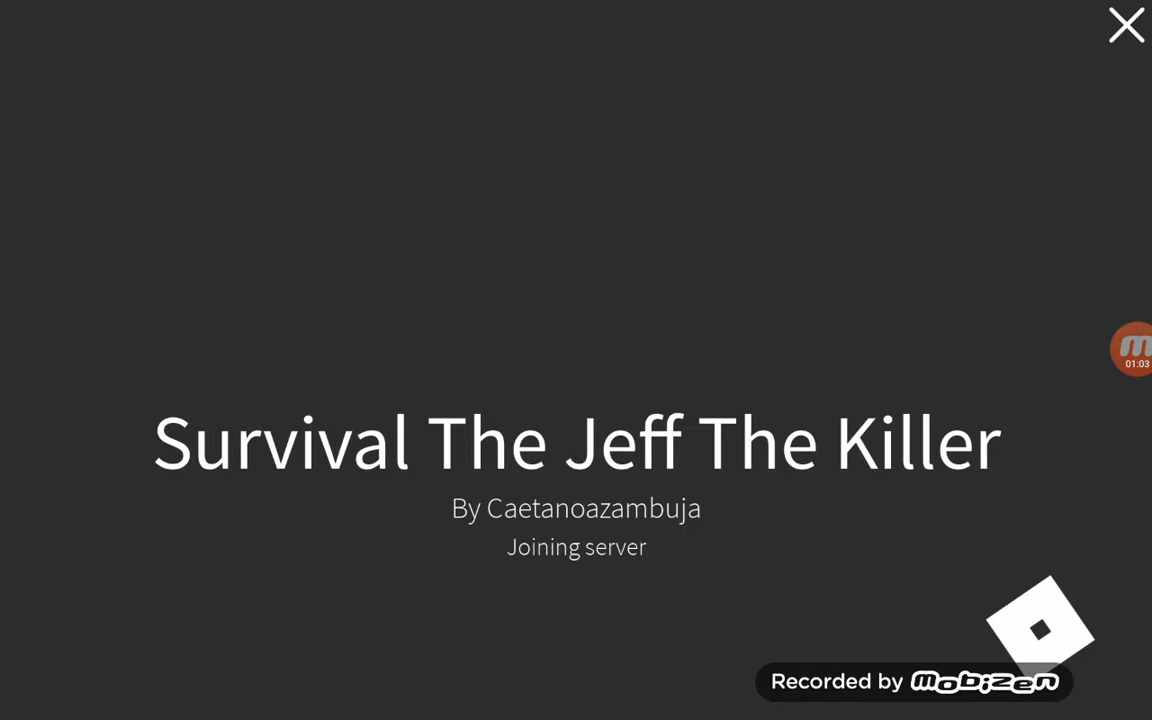 01:03
Survival The Jeff The Killer
By Caetanoazambuja
Joining server
Recorded by mobizen